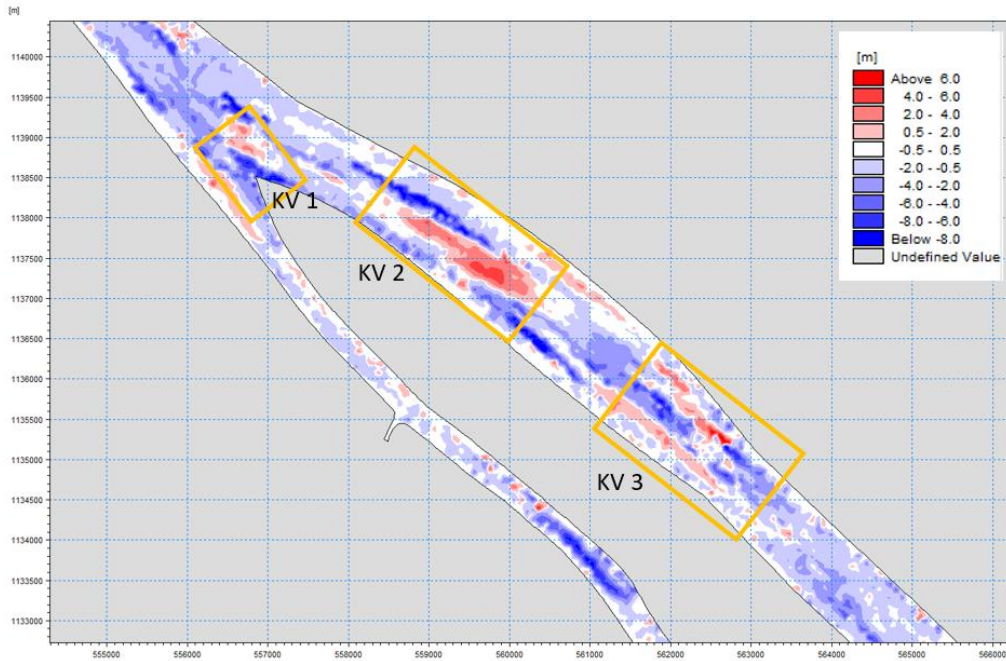 [m]
1140000
1139500
1139000
1138500
1138000
1137500
1137000
1136500
1136000
1135500
1135000
1134500
1134000
1133500
1133000
555000 556000 557000 558000 559000 560000 561000 562000 563000 564000 565000 566000
KV 1
KV 2
KV 3
[m]
Above 6.0
4.0 - 6.0
2.0 - 4.0
0.5 - 2.0
-0.5 - 0.5
-2.0 - -0.5
-4.0 - -2.0
-6.0 - -4.0
-8.0 - -6.0
Below -8.0
Undefined Value